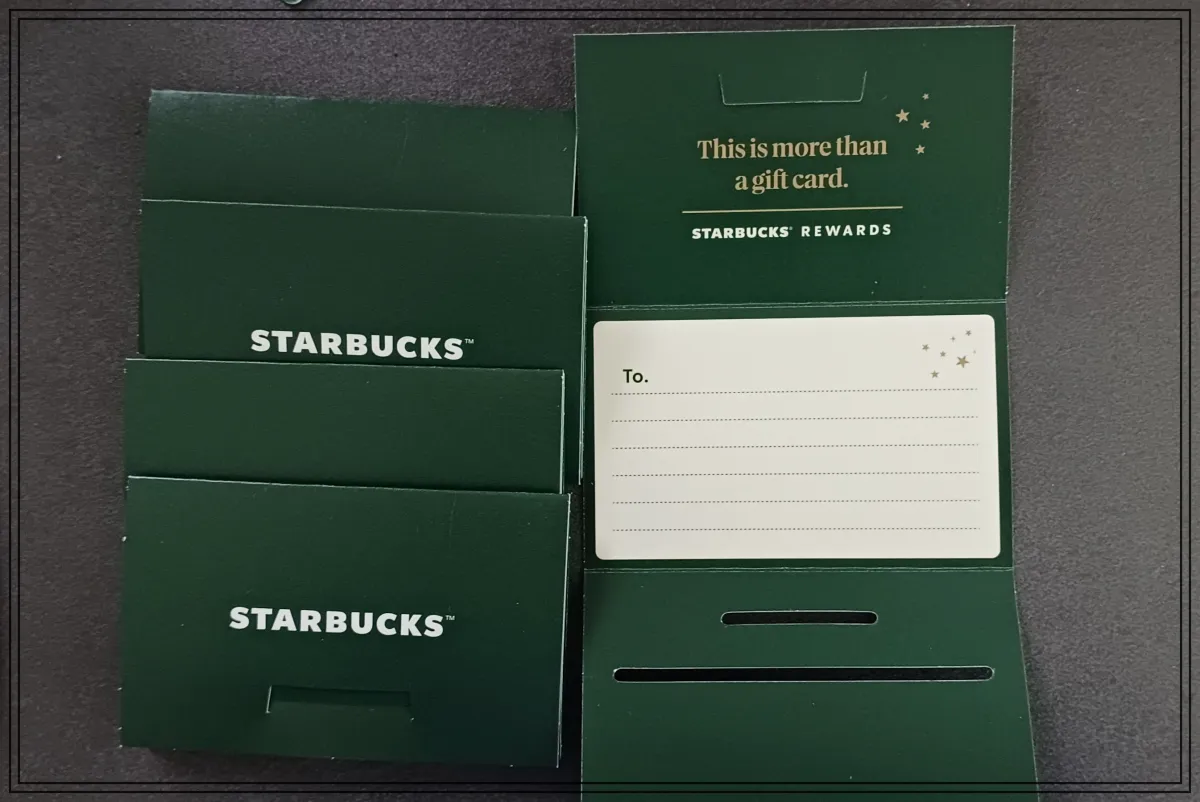 STARBUCKS™
STARBUCKS™
This is more than
a gift card.
STARBUCKS® REWARDS
To.